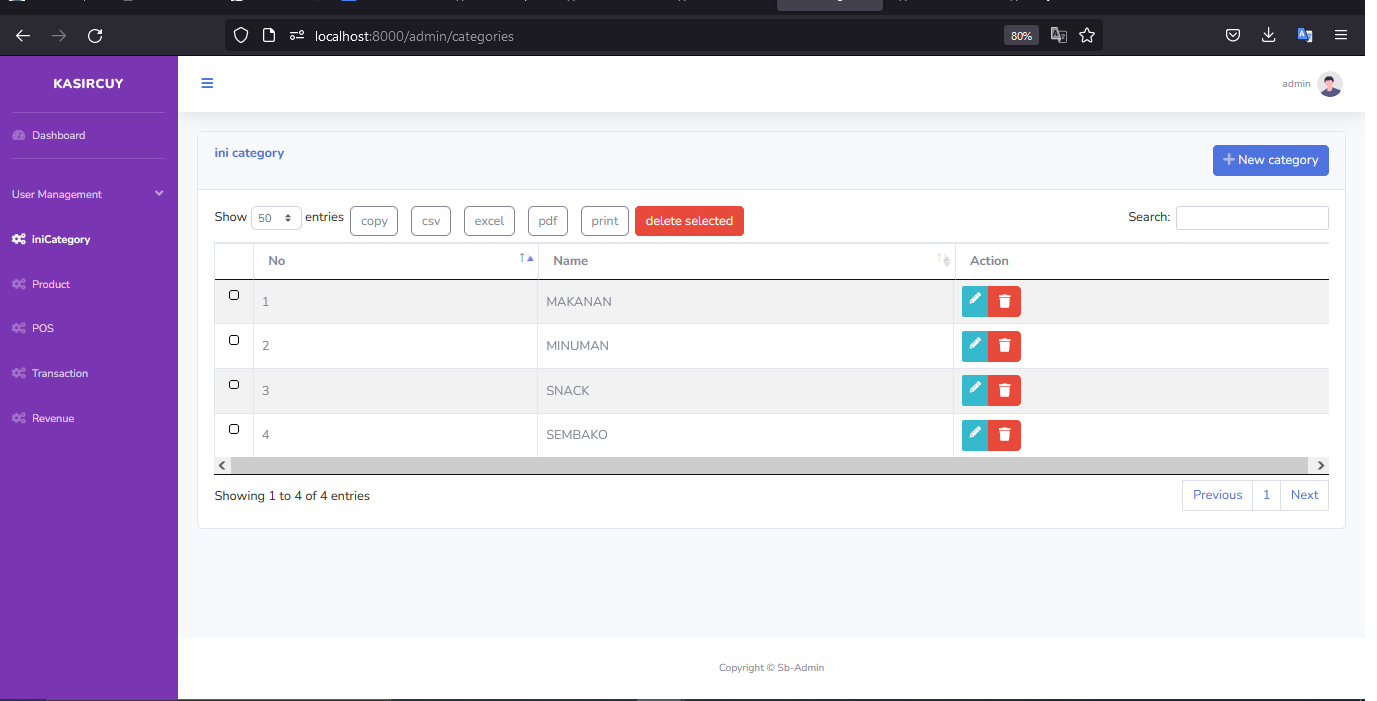 localhost:8000/admin/categories
80%
KASIRCUY
admin
Dashboard
User Management
iniCategory
Product
POS
Transaction
Revenue
ini category
New category
Show 50 entries copy csv excel pdf print delete selected Search:
No Name Action
1 MAKANAN
2 MINUMAN
3 SNACK
4 SEMBAKO
Showing 1 to 4 of 4 entries
Previous 1 Next
Copyright © Sb-Admin